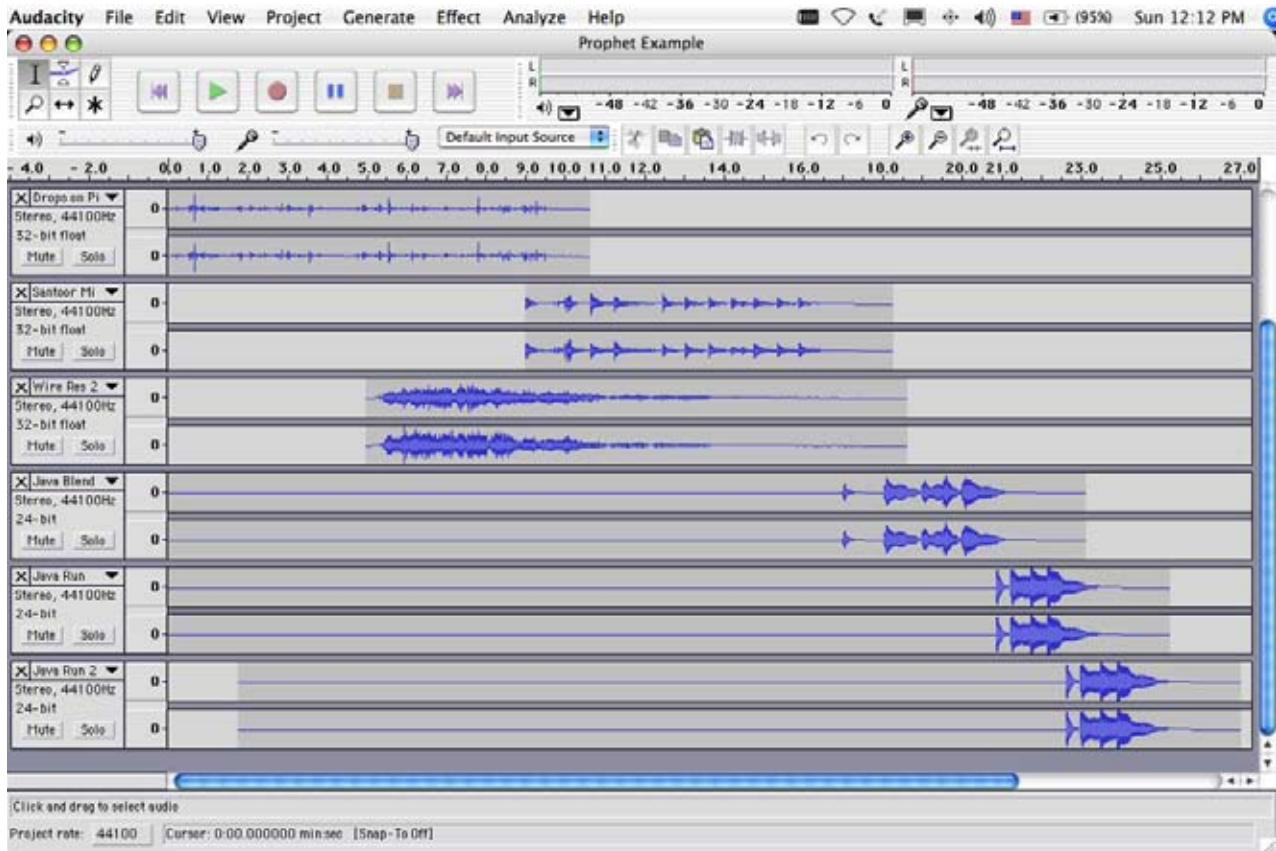 Audacity File Edit View Project Generate Effect Analyze Help (95%) Sun 12:12 PM
Prophet Example
L L
R R
-48 -42 -36 -30 -24 -18 -12 -6 0 -48 -42 -36 -30 -24 -18 -12 -6 0
Default Input Source
- 4.0 - 2.0 0.0 1.0 2.0 3.0 4.0 5.0 6.0 7.0 8.0 9.0 10.0 11.0 12.0 14.0 16.0 18.0 20.0 21.0 23.0 25.0 27.0
X Drops on Pi
Stereo, 44100Hz
32-bit float
Mute Solo
0
0
X Santoor Mi
Stereo, 44100Hz
32-bit float
Mute Solo
0
0
X Wire Res 2
Stereo, 44100Hz
32-bit float
Mute Solo
0
0
X Java Blend
Stereo, 44100Hz
24-bit
Mute Solo
0
0
X Java Run
Stereo, 44100Hz
24-bit
Mute Solo
0
0
X Java Run 2
Stereo, 44100Hz
24-bit
Mute Solo
0
0
Click and drag to select audio
Project rate: 44100 Cursor: 0:00.000000 min:sec [Snap-To Off]